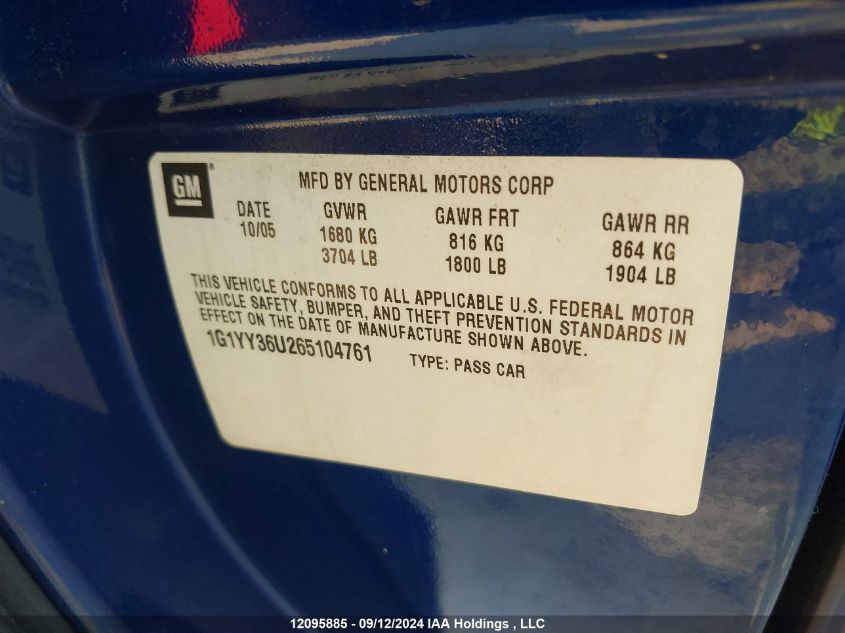 GM®
MFD BY GENERAL MOTORS CORP
DATE GVWR GAWR FRT GAWR RR
10/05 1680 KG 816 KG 864 KG
3704 LB 1800 LB 1904 LB
THIS VEHICLE CONFORMS TO ALL APPLICABLE U.S. FEDERAL MOTOR
VEHICLE SAFETY, BUMPER, AND THEFT PREVENTION STANDARDS IN
EFFECT ON THE DATE OF MANUFACTURE SHOWN ABOVE.
1G1YY36U265104761 TYPE: PASS CAR
12095885 - 09/12/2024 IAA Holdings , LLC